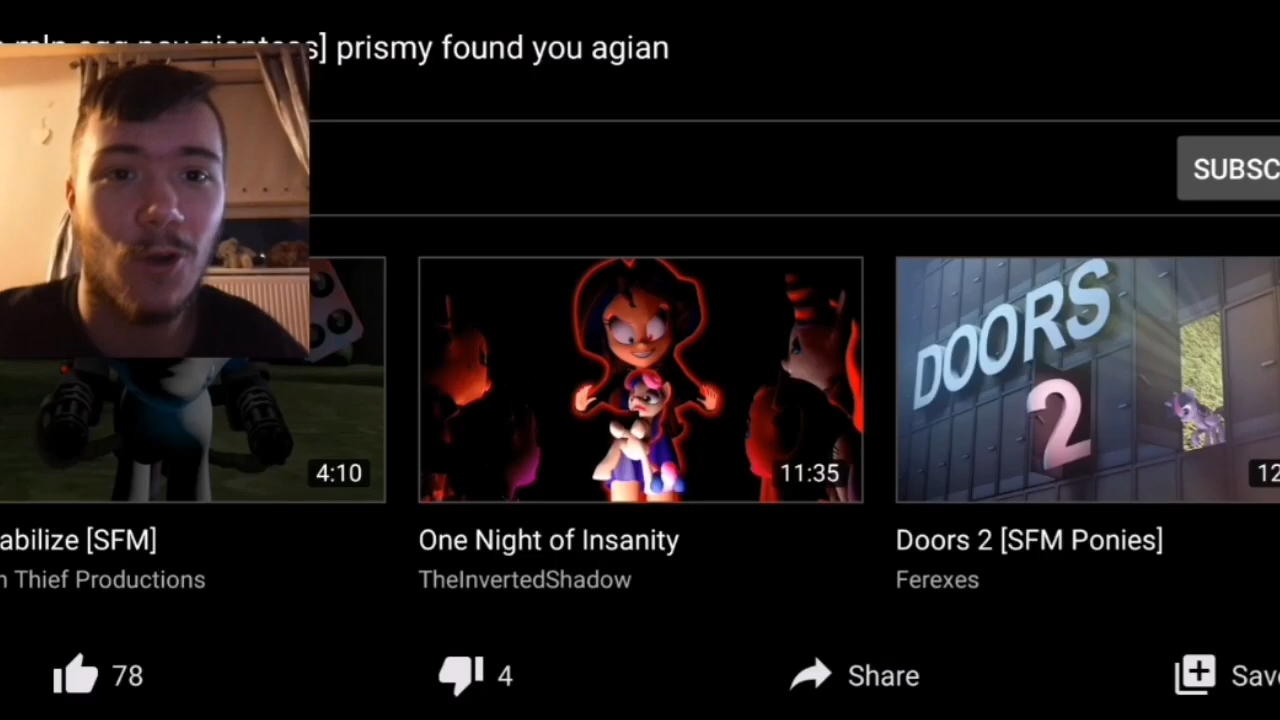 prismy found you agian
SUBSC
DOORS
2
4:10
11:35
12
abilize [SFM]
One Night of Insanity
Doors 2 [SFM Ponies]
n Thief Productions
TheInvertedShadow
Ferexes
78
4
Share
Save